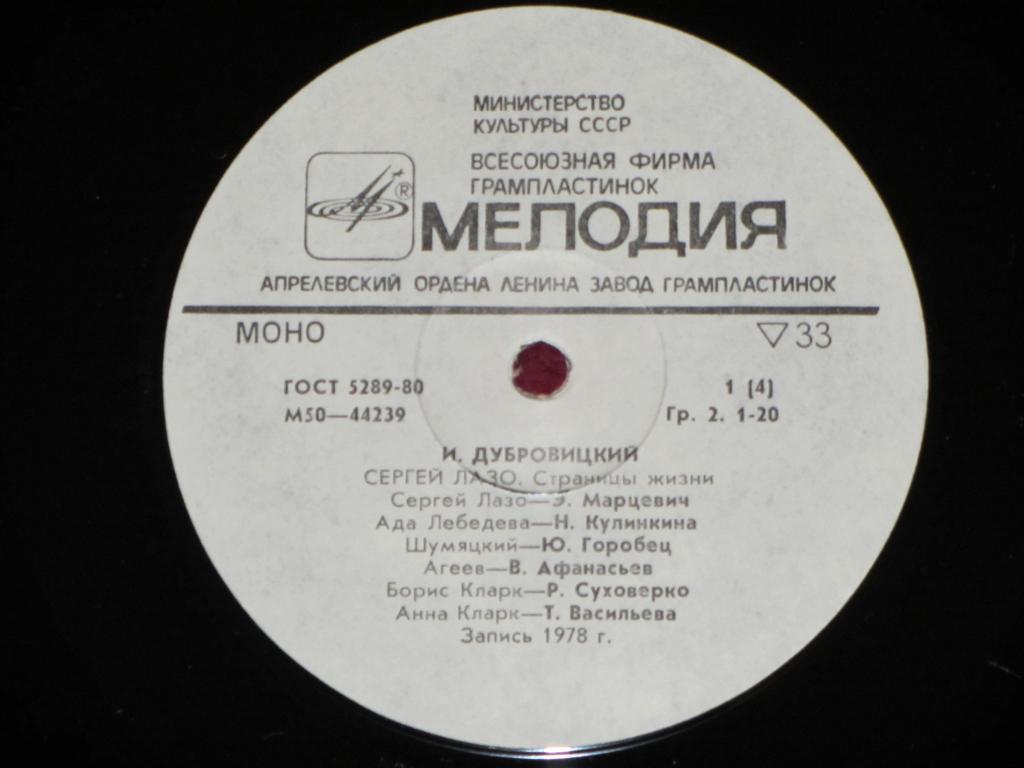 МИНИСТЕРСТВО
КУЛЬТУРЫ СССР
ВСЕСОЮЗНАЯ ФИРМА
ГРАМПЛАСТИНОК
®
МЕЛОДИЯ
АПРЕЛЕВСКИЙ ОРДЕНА ЛЕНИНА ЗАВОД ГРАМПЛАСТИНОК
МОНО ▽ 33
ГОСТ 5289-80 1 (4)
М50—44239 Гр. 2. 1-20
И. ДУБРОВИЦКИЙ
СЕРГЕЙ ЛАЗО. Страницы жизни
Сергей Лазо—Э. Марцевич
Ада Лебедева—Н. Кулинкина
Шумяцкий—Ю. Горобец
Агеев—В. Афанасьев
Борис Кларк—Р. Суховерко
Анна Кларк—Т. Васильева
Запись 1978 г.